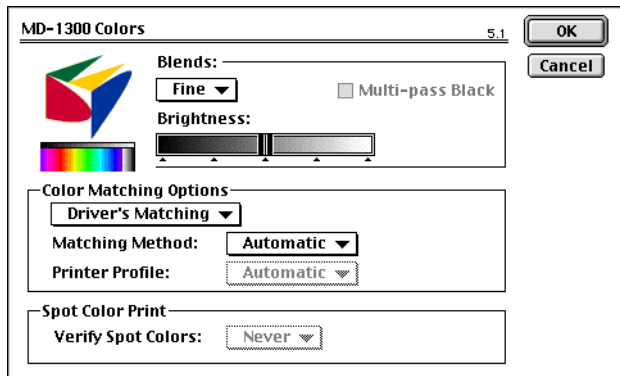 MD-1300 Colors
5.1
OK
Cancel
Blends:
Fine
Multi-pass Black
Brightness:
Color Matching Options
Driver's Matching
Matching Method:
Automatic
Printer Profile:
Automatic
Spot Color Print
Verify Spot Colors:
Never